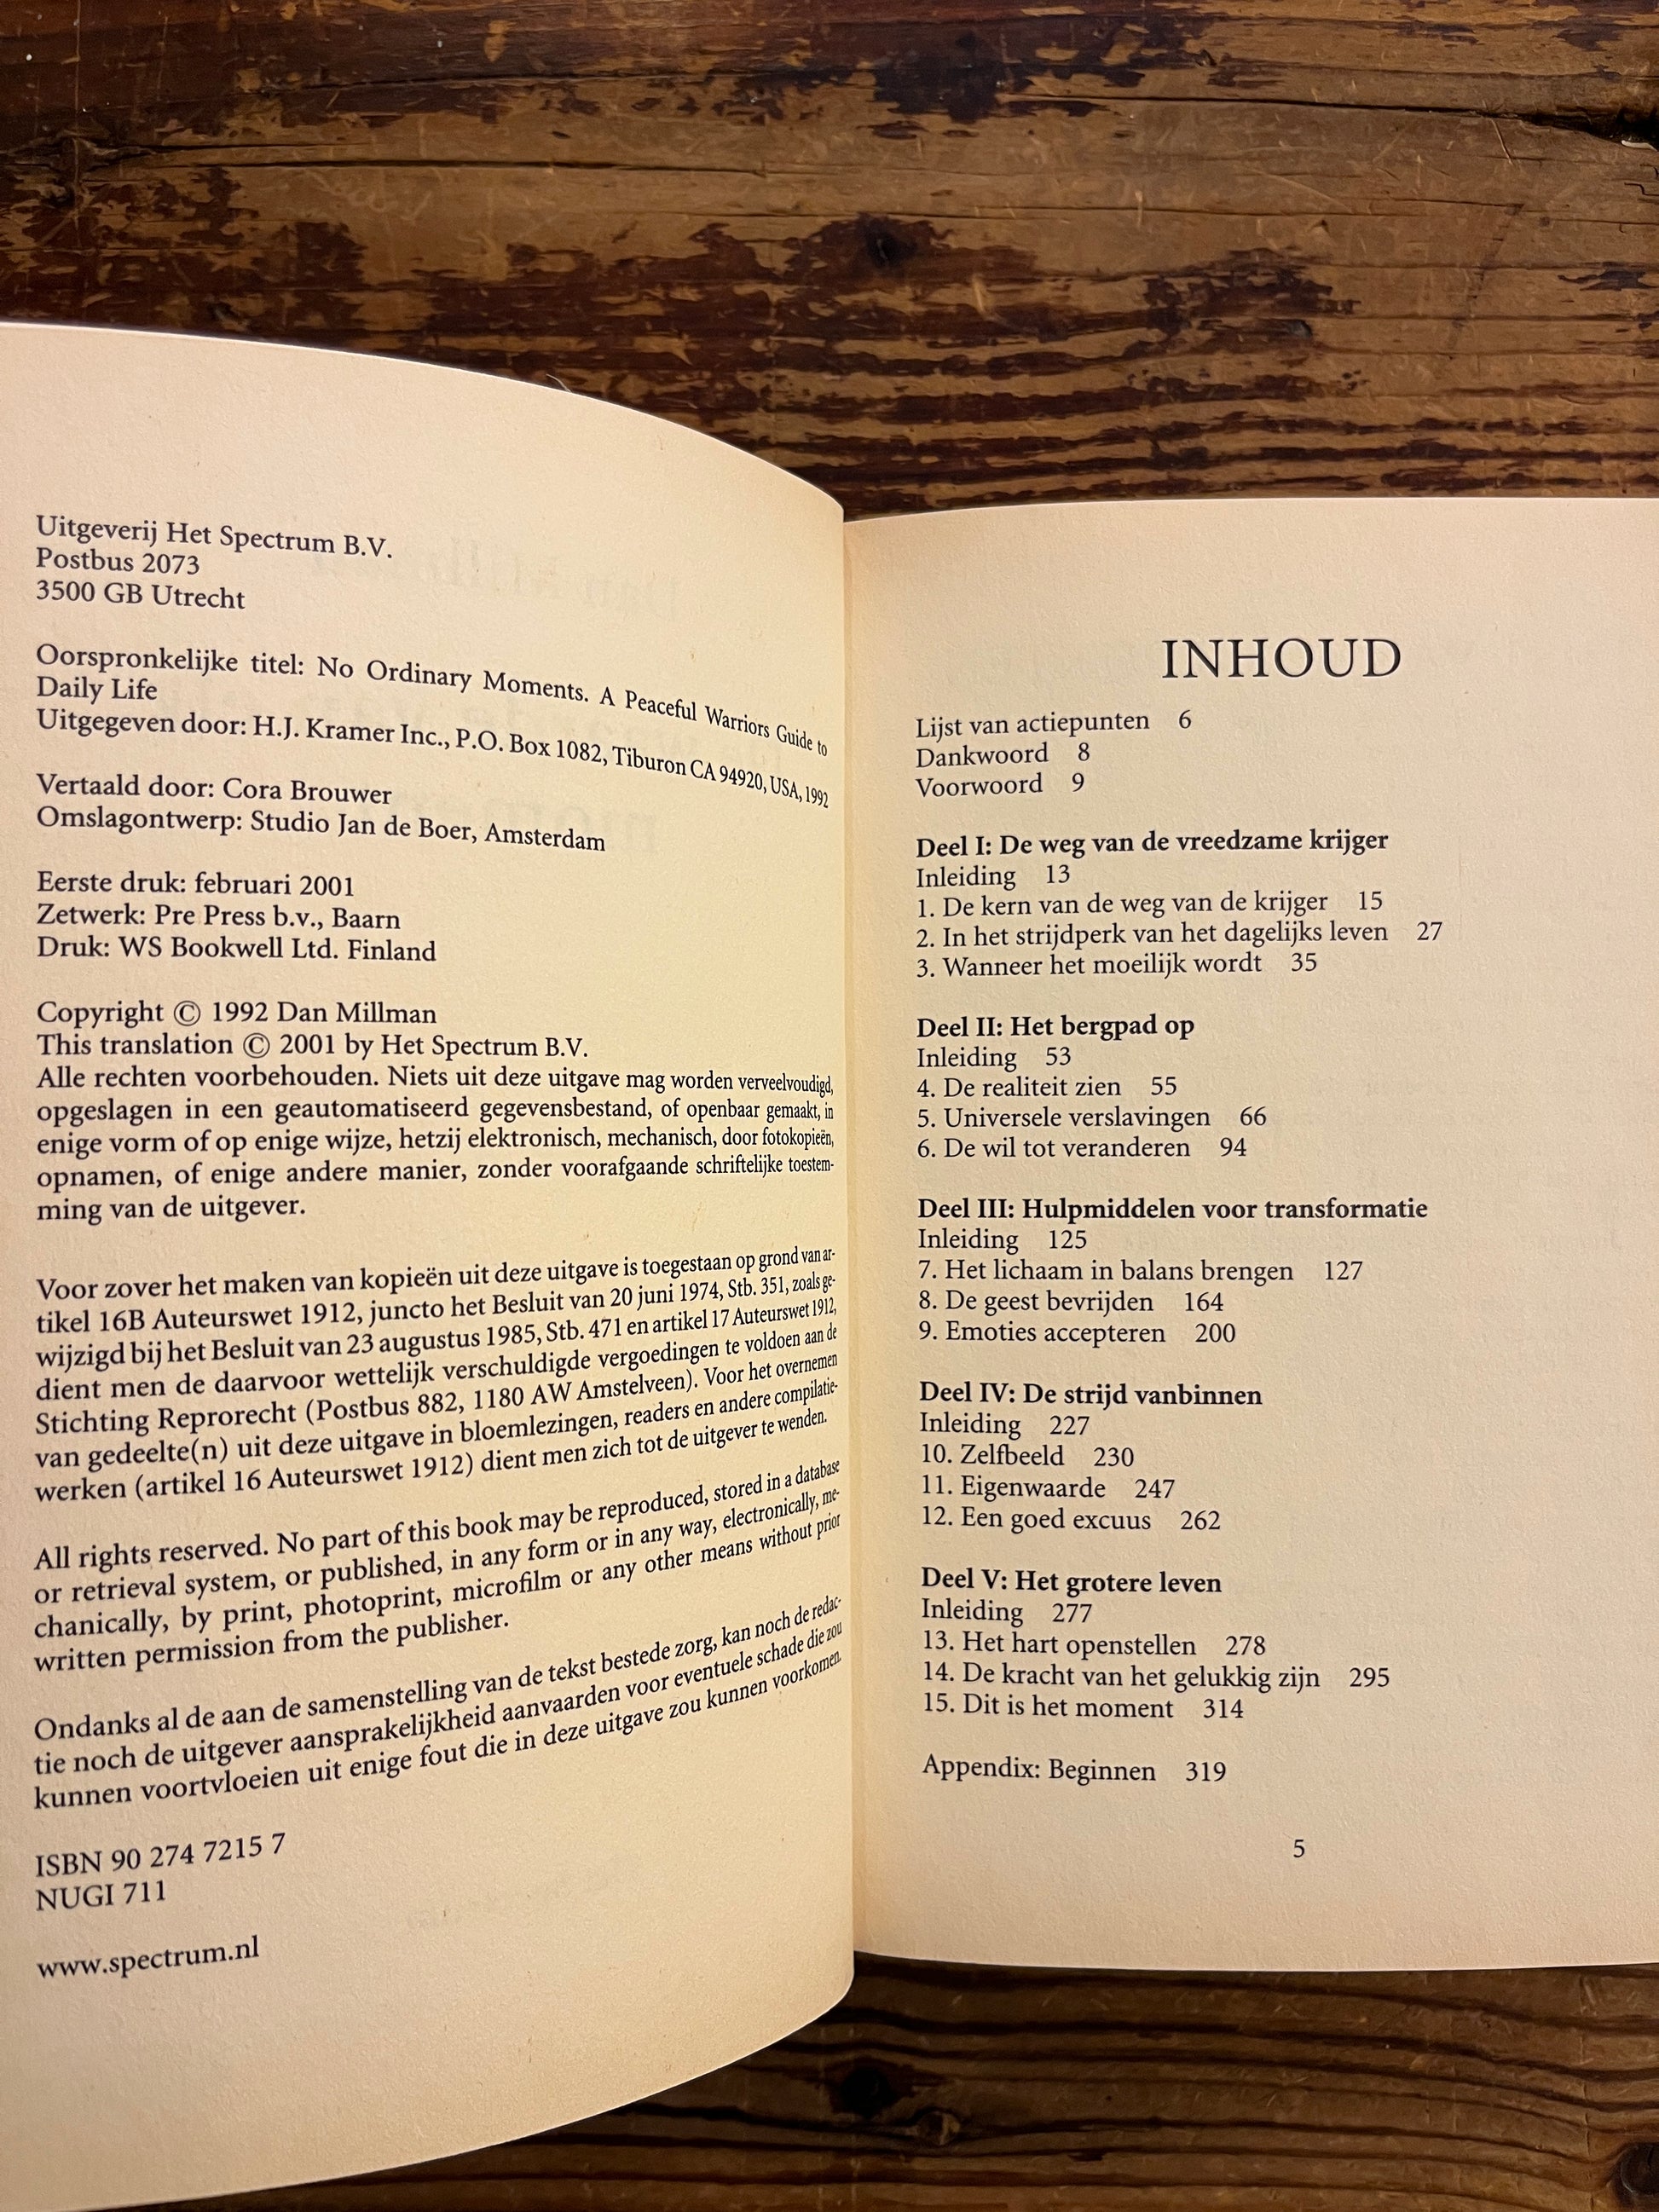 Uitgeverij Het Spectrum B.V.
Postbus 2073
3500 GB Utrecht
Oorspronkelijke titel: No Ordinary Moments. A Peaceful Warriors Guide to
Daily Life
Uitgegeven door: H.J. Kramer Inc., P.O. Box 1082, Tiburon CA 94920, USA, 1992
Vertaald door: Cora Brouwer
Omslagontwerp: Studio Jan de Boer, Amsterdam
Eerste druk: februari 2001
Zetwerk: Pre Press b.v., Baarn
Druk: WS Bookwell Ltd. Finland
Copyright © 1992 Dan Millman
This translation © 2001 by Het Spectrum B.V.
Alle rechten voorbehouden. Niets uit deze uitgave mag worden verveelvoudigd,
opgeslagen in een geautomatiseerd gegevensbestand, of openbaar gemaakt, in
enige vorm of op enige wijze, hetzij elektronisch, mechanisch, door fotokopieën,
opnamen, of enige andere manier, zonder voorafgaande schriftelijke toestem-
ming van de uitgever.
Voor zover het maken van kopieën uit deze uitgave is toegestaan op grond van ar-
tikel 16B Auteurswet 1912, juncto het Besluit van 20 juni 1974, Stb. 351, zoals ge-
wijzigd bij het Besluit van 23 augustus 1985, Stb. 471 en artikel 17 Auteurswet 1912,
dient men de daarvoor wettelijk verschuldigde vergoedingen te voldoen aan de
Stichting Reprorecht (Postbus 882, 1180 AW Amstelveen). Voor het overnemen
van gedeelte(n) uit deze uitgave in bloemlezingen, readers en andere compilatie-
werken (artikel 16 Auteurswet 1912) dient men zich tot de uitgever te wenden.
All rights reserved. No part of this book may be reproduced, stored in a database
or retrieval system, or published, in any form or in any way, electronically, me-
chanically, by print, photoprint, microfilm or any other means without prior
written permission from the publisher.
Ondanks al de aan de samenstelling van de tekst bestede zorg, kan noch de redac-
tie noch de uitgever aansprakelijkheid aanvaarden voor eventuele schade die zou
kunnen voortvloeien uit enige fout die in deze uitgave zou kunnen voorkomen.
ISBN 90 274 7215 7
NUGI 711
www.spectrum.nl
INHOUD
Lijst van actiepunten 6
Dankwoord 8
Voorwoord 9
Deel I: De weg van de vreedzame krijger
Inleiding 13
1. De kern van de weg van de krijger 15
2. In het strijdperk van het dagelijks leven 27
3. Wanneer het moeilijk wordt 35
Deel II: Het bergpad op
Inleiding 53
4. De realiteit zien 55
5. Universele verslavingen 66
6. De wil tot veranderen 94
Deel III: Hulpmiddelen voor transformatie
Inleiding 125
7. Het lichaam in balans brengen 127
8. De geest bevrijden 164
9. Emoties accepteren 200
Deel IV: De strijd vanbinnen
Inleiding 227
10. Zelfbeeld 230
11. Eigenwaarde 247
12. Een goed excuus 262
Deel V: Het grotere leven
Inleiding 277
13. Het hart openstellen 278
14. De kracht van het gelukkig zijn 295
15. Dit is het moment 314
Appendix: Beginnen 319
5